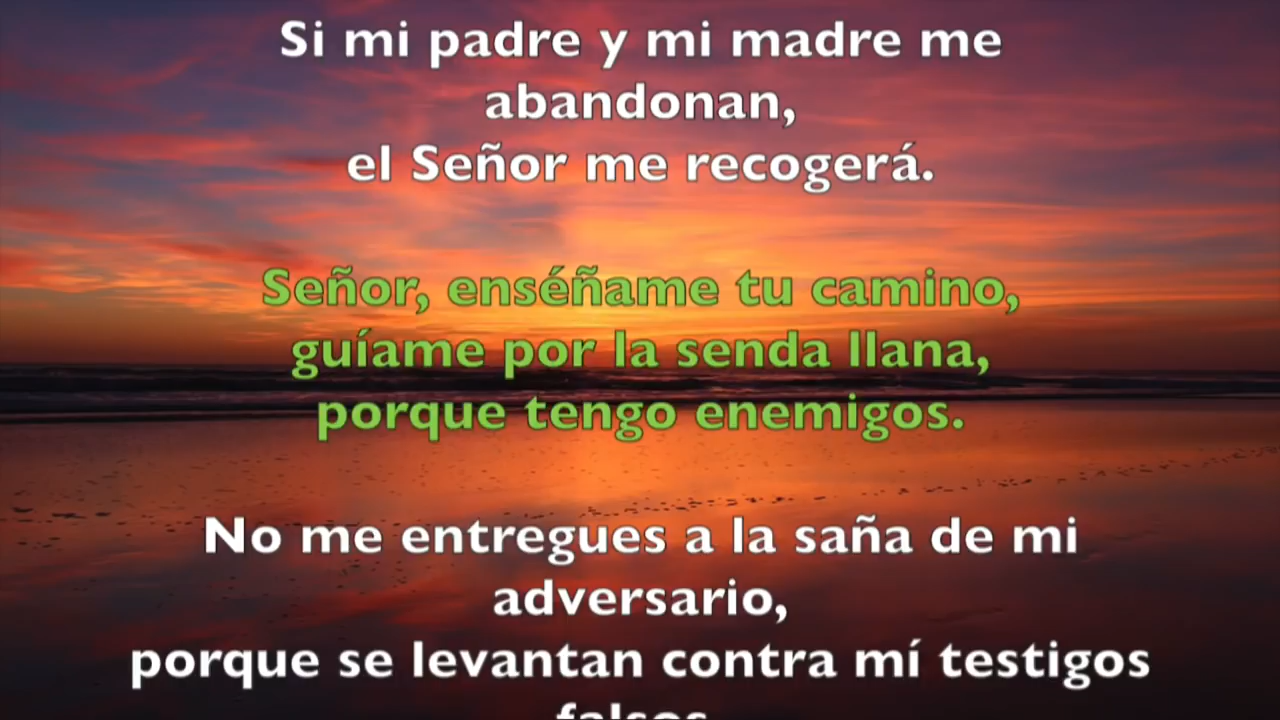 Si mi padre y mi madre me
abandonan,
el Señor me recogerá.
Señor, enséñame tu camino,
guíame por la senda llana,
porque tengo enemigos.
No me entregues a la saña de mi
adversario,
porque se levantan contra mí testigos
falsos